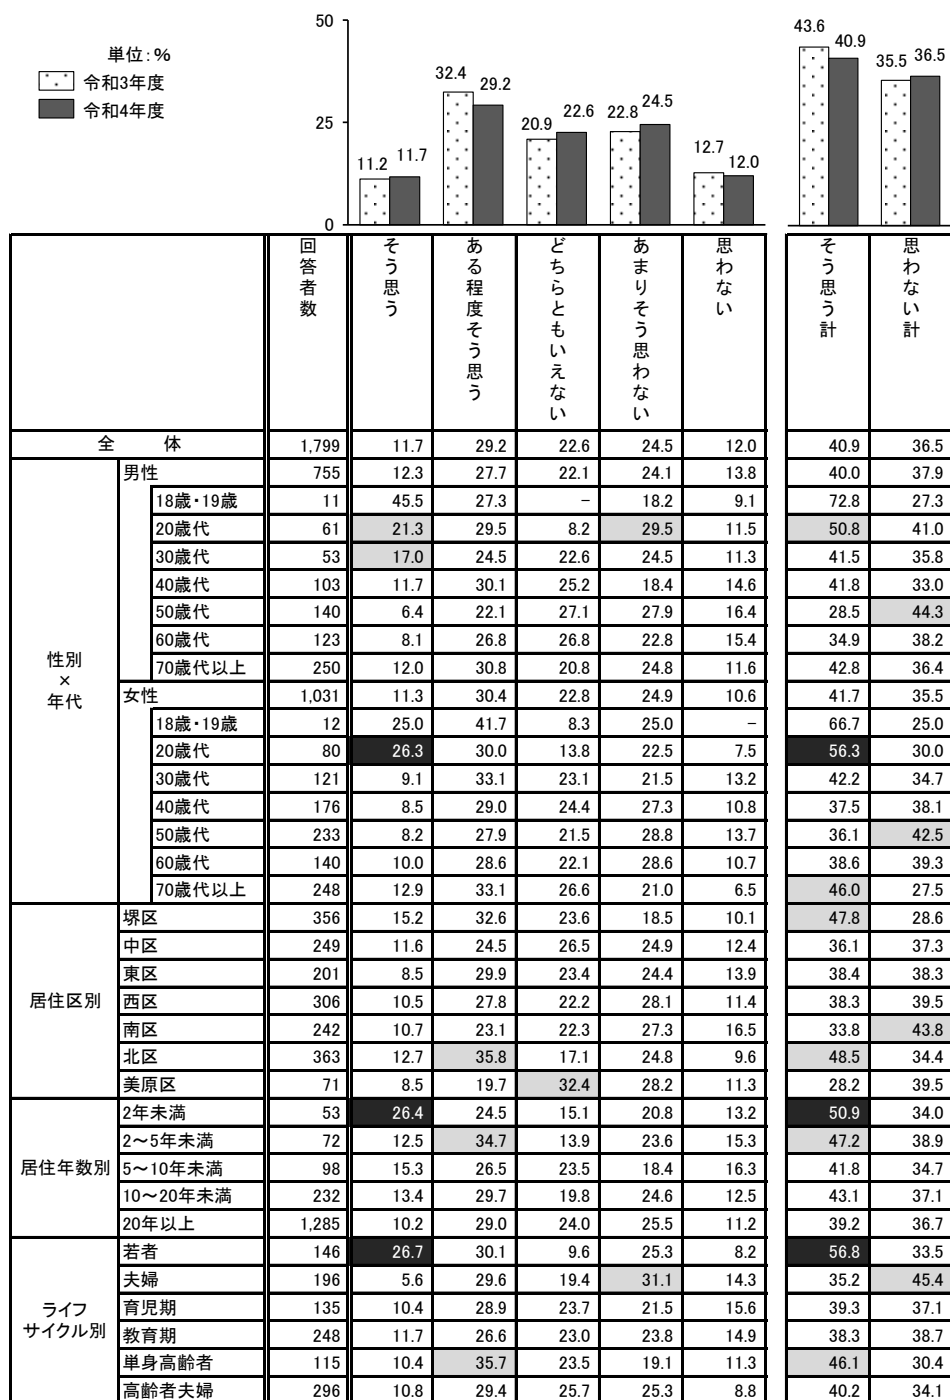 単位:%
令和3年度
令和4年度
50
25
0
11.2 11.7
32.4 29.2
20.9 22.6
22.8 24.5
12.7 12.0
43.6 40.9
35.5 36.5
回答者数 そう思う ある程度そう思う どちらともいえない あまりそう思わない 思わない そう思う計 思わない計
全 体 1,799 11.7 29.2 22.6 24.5 12.0 40.9 36.5
性別×年代
男性 755 12.3 27.7 22.1 24.1 13.8 40.0 37.9
18歳・19歳 11 45.5 27.3 − 18.2 9.1 72.8 27.3
20歳代 61 21.3 29.5 8.2 29.5 11.5 50.8 41.0
30歳代 53 17.0 24.5 22.6 24.5 11.3 41.5 35.8
40歳代 103 11.7 30.1 25.2 18.4 14.6 41.8 33.0
50歳代 140 6.4 22.1 27.1 27.9 16.4 28.5 44.3
60歳代 123 8.1 26.8 26.8 22.8 15.4 34.9 38.2
70歳代以上 250 12.0 30.8 20.8 24.8 11.6 42.8 36.4
女性 1,031 11.3 30.4 22.8 24.9 10.6 41.7 35.5
18歳・19歳 12 25.0 41.7 8.3 25.0 − 66.7 25.0
20歳代 80 26.3 30.0 13.8 22.5 7.5 56.3 30.0
30歳代 121 9.1 33.1 23.1 21.5 13.2 42.2 34.7
40歳代 176 8.5 29.0 24.4 27.3 10.8 37.5 38.1
50歳代 233 8.2 27.9 21.5 28.8 13.7 36.1 42.5
60歳代 140 10.0 28.6 22.1 28.6 10.7 38.6 39.3
70歳代以上 248 12.9 33.1 26.6 21.0 6.5 46.0 27.5
居住区別
堺区 356 15.2 32.6 23.6 18.5 10.1 47.8 28.6
中区 249 11.6 24.5 26.5 24.9 12.4 36.1 37.3
東区 201 8.5 29.9 23.4 24.4 13.9 38.4 38.3
西区 306 10.5 27.8 22.2 28.1 11.4 38.3 39.5
南区 242 10.7 23.1 22.3 27.3 16.5 33.8 43.8
北区 363 12.7 35.8 17.1 24.8 9.6 48.5 34.4
美原区 71 8.5 19.7 32.4 28.2 11.3 28.2 39.5
居住年数別
2年未満 53 26.4 24.5 15.1 20.8 13.2 50.9 34.0
2～5年未満 72 12.5 34.7 13.9 23.6 15.3 47.2 38.9
5～10年未満 98 15.3 26.5 23.5 18.4 16.3 41.8 34.7
10～20年未満 232 13.4 29.7 19.8 24.6 12.5 43.1 37.1
20年以上 1,285 10.2 29.0 24.0 25.5 11.2 39.2 36.7
ライフサイクル別
若者 146 26.7 30.1 9.6 25.3 8.2 56.8 33.5
夫婦 196 5.6 29.6 19.4 31.1 14.3 35.2 45.4
育児期 135 10.4 28.9 23.7 21.5 15.6 39.3 37.1
教育期 248 11.7 26.6 23.0 23.8 14.9 38.3 38.7
単身高齢者 115 10.4 35.7 23.5 19.1 11.3 46.1 30.4
高齢者夫婦 296 10.8 29.4 25.7 25.3 8.8 40.2 34.1